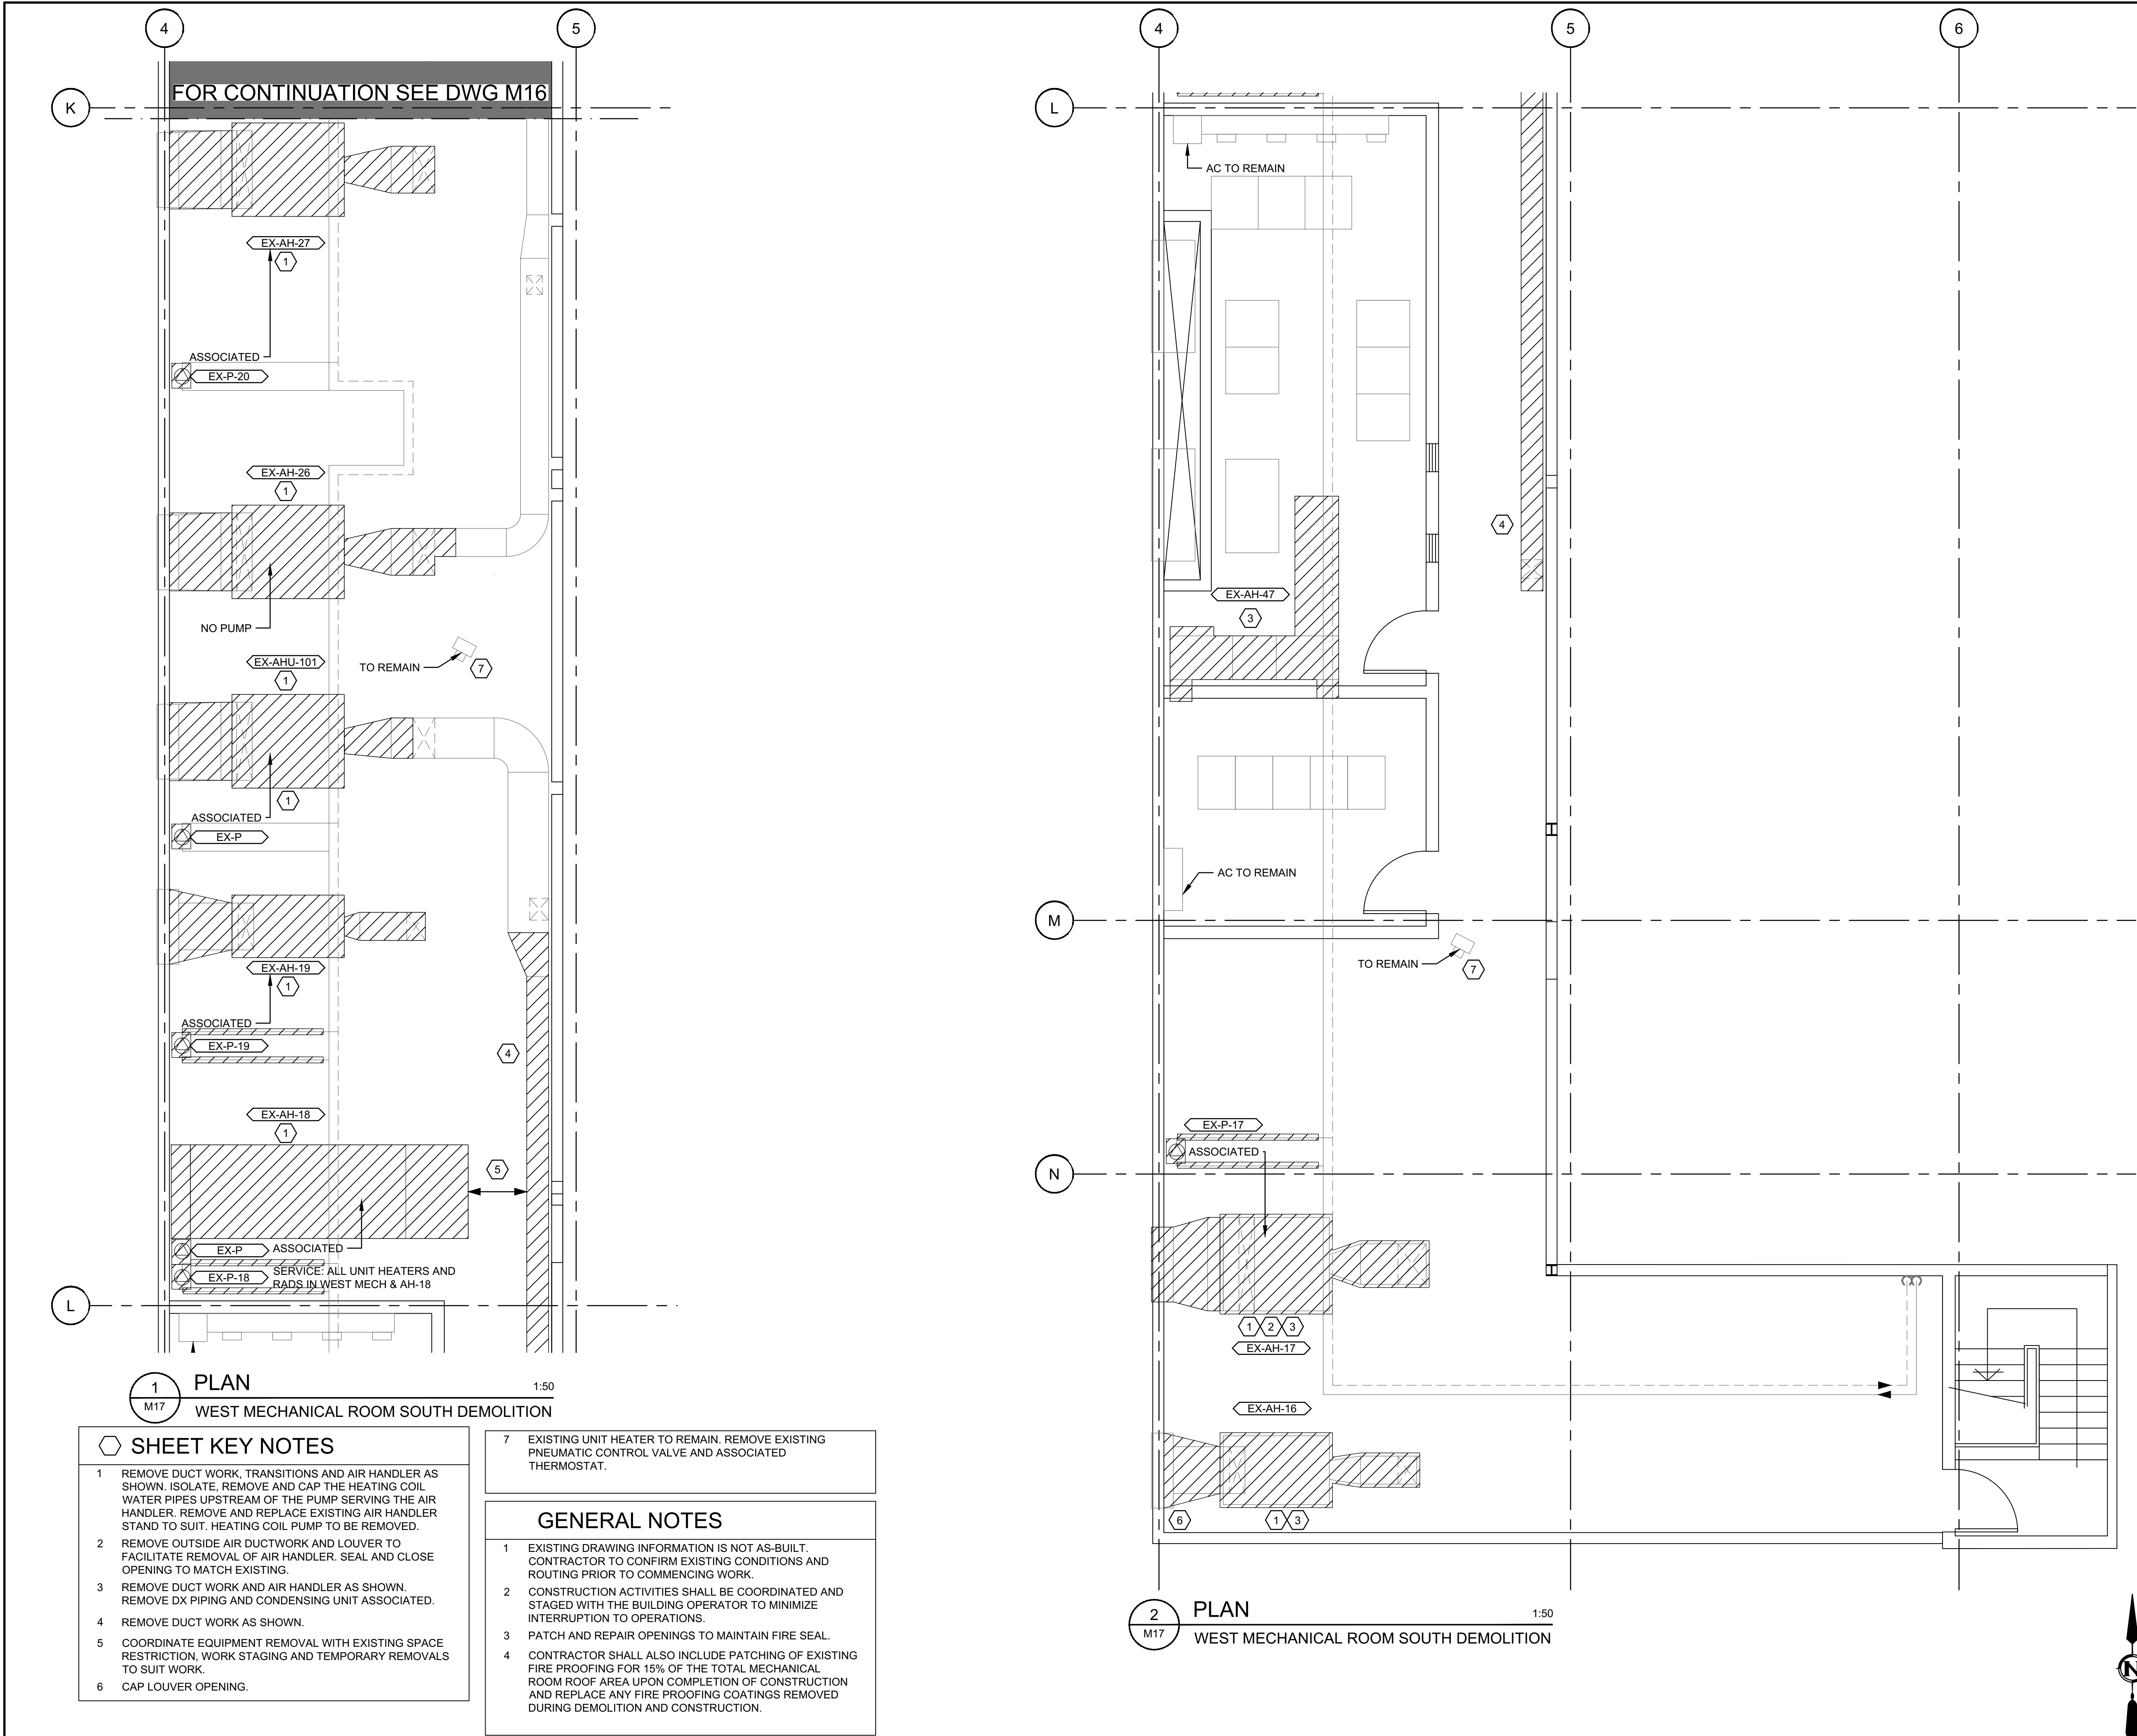 4
5
FOR CONTINUATION SEE DWG M16
K
EX-AH-27
1
ASSOCIATED
EX-P-20
EX-AH-26
1
NO PUMP
EX-AHU-101
1
TO REMAIN
7
1
ASSOCIATED
EX-P
EX-AH-19
1
ASSOCIATED
EX-P-19
4
EX-AH-18
1
5
EX-P
ASSOCIATED
EX-P-18
SERVICE: ALL UNIT HEATERS AND
RADS IN WEST MECH & AH-18
L
1
M17
PLAN
1:50
WEST MECHANICAL ROOM SOUTH DEMOLITION
SHEET KEY NOTES
1 REMOVE DUCT WORK, TRANSITIONS AND AIR HANDLER AS
SHOWN. ISOLATE, REMOVE AND CAP THE HEATING COIL
WATER PIPES UPSTREAM OF THE PUMP SERVING THE AIR
HANDLER. REMOVE AND REPLACE EXISTING AIR HANDLER
STAND TO SUIT. HEATING COIL PUMP TO BE REMOVED.
2 REMOVE OUTSIDE AIR DUCTWORK AND LOUVER TO
FACILITATE REMOVAL OF AIR HANDLER. SEAL AND CLOSE
OPENING TO MATCH EXISTING.
3 REMOVE DUCT WORK AND AIR HANDLER AS SHOWN.
REMOVE DX PIPING AND CONDENSING UNIT ASSOCIATED.
4 REMOVE DUCT WORK AS SHOWN.
5 COORDINATE EQUIPMENT REMOVAL WITH EXISTING SPACE
RESTRICTION, WORK STAGING AND TEMPORARY REMOVALS
TO SUIT WORK.
6 CAP LOUVER OPENING.
7 EXISTING UNIT HEATER TO REMAIN. REMOVE EXISTING
PNEUMATIC CONTROL VALVE AND ASSOCIATED
THERMOSTAT.
GENERAL NOTES
1 EXISTING DRAWING INFORMATION IS NOT AS-BUILT.
CONTRACTOR TO CONFIRM EXISTING CONDITIONS AND
ROUTING PRIOR TO COMMENCING WORK.
2 CONSTRUCTION ACTIVITIES SHALL BE COORDINATED AND
STAGED WITH THE BUILDING OPERATOR TO MINIMIZE
INTERRUPTION TO OPERATIONS.
3 PATCH AND REPAIR OPENINGS TO MAINTAIN FIRE SEAL.
4 CONTRACTOR SHALL ALSO INCLUDE PATCHING OF EXISTING
FIRE PROOFING FOR 15% OF THE TOTAL MECHANICAL
ROOM ROOF AREA UPON COMPLETION OF CONSTRUCTION
AND REPLACE ANY FIRE PROOFING COATINGS REMOVED
DURING DEMOLITION AND CONSTRUCTION.
4
5
6
L
AC TO REMAIN
4
EX-AH-47
3
AC TO REMAIN
M
TO REMAIN
7
EX-P-17
ASSOCIATED
N
1 2 3
EX-AH-17
EX-AH-16
6
1 3
2
M17
PLAN
1:50
WEST MECHANICAL ROOM SOUTH DEMOLITION
N